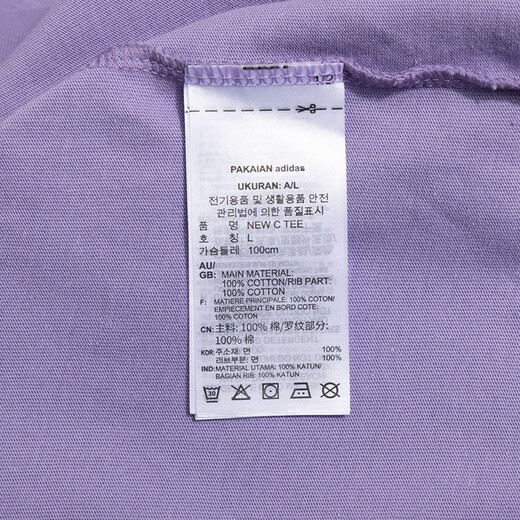 1/2
PAKAIAN adidas
UKURAN: A/L
전기용품 및 생활용품 안전
관리법에 의한 품질표시
품 명 NEW C TEE
호 칭 L
가슴둘레 100cm
AU/
GB: MAIN MATERIAL:
100% COTTON/RIB PART:
100% COTTON
F: MATIERE PRINCIPALE: 100% COTON/
EMPIECEMENT EN BORD COTE:
100% COTON
CN: 主料: 100% 棉/罗纹部分:
100% 棉
KOR: 주소재: 면 100%
리브부분: 면 100%
IND: MATERIAL UTAMA: 100% KATUN/
BAGIAN RIB: 100% KATUN
30